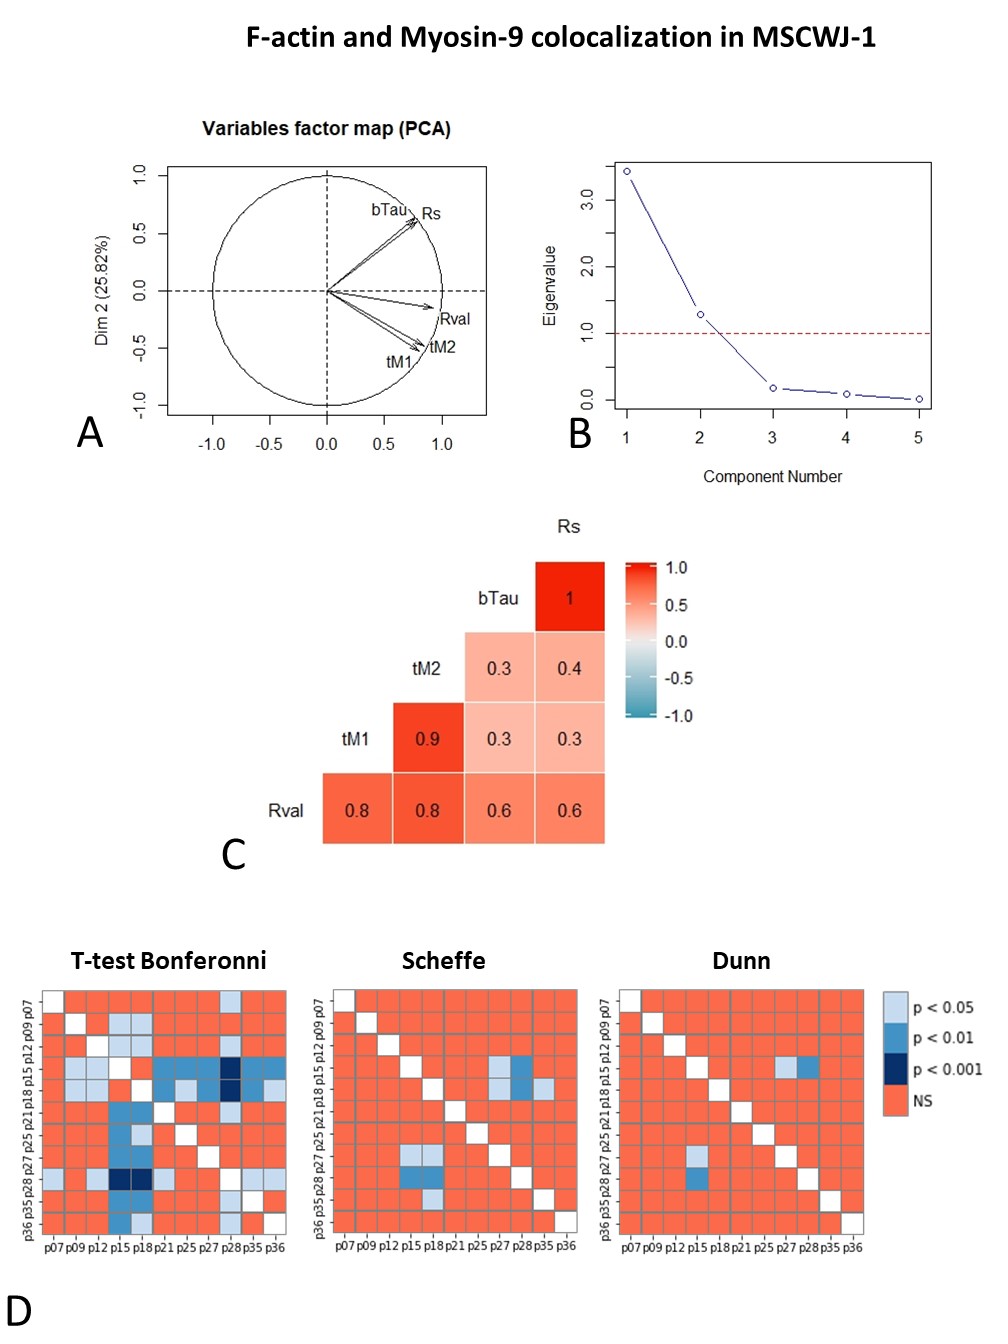 F-actin and Myosin-9 colocalization in MSCWJ-1
Variables factor map (PCA)
Dim 2 (25.82%)
1.0
0.5
0.0
-0.5
-1.0
bTau
Rs
Rval
tM2
tM1
-1.0 -0.5 0.0 0.5 1.0
A
Eigenvalue
3.0
2.0
1.0
0.0
1 2 3 4 5
Component Number
B
Rs
bTau 1
tM2 0.3 0.4
tM1 0.9 0.3 0.3
Rval 0.8 0.8 0.6 0.6
1.0
0.5
0.0
-0.5
-1.0
C
T-test Bonferonni
p07
p09
p12
p15
p18
p21
p25
p27
p28
p35
p36
p07 p09 p12 p15 p18 p21 p25 p27 p28 p35 p36
Scheffe
p07
p09
p12
p15
p18
p21
p25
p27
p28
p35
p36
p07 p09 p12 p15 p18 p21 p25 p27 p28 p35 p36
Dunn
p07
p09
p12
p15
p18
p21
p25
p27
p28
p35
p36
p07 p09 p12 p15 p18 p21 p25 p27 p28 p35 p36
p < 0.05
p < 0.01
p < 0.001
NS
D